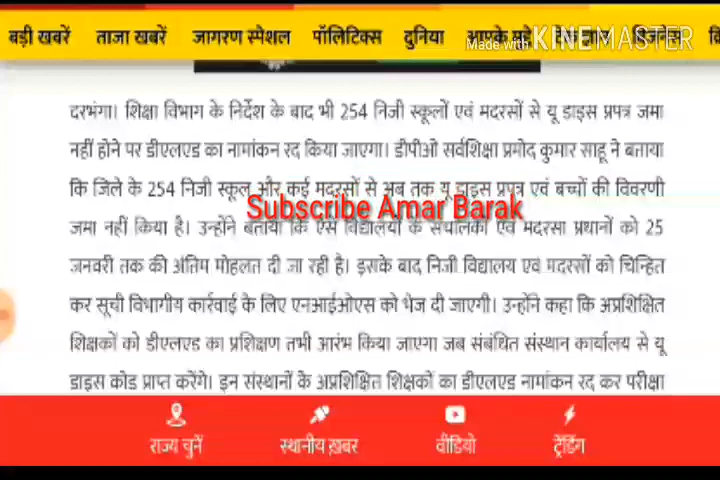 बड़ी खबरें ताजा खबरें जागरण स्पेशल पॉलिटिक्स दुनिया
Made with KINEMASTER
दरभंगा। शिक्षा विभाग के निर्देश के बाद भी 254 निजी स्कूलों एवं मदरसों से यू डाइस प्रपत्र जमा
नहीं होने पर डीएलएड का नामांकन रद किया जाएगा। डीपीओ सर्वशिक्षा प्रमोद कुमार साहू ने बताया
कि जिले के 254 निजी स्कूल और कई मदरसों से अब तक यू डाइस प्रपत्र एवं बच्चों की विवरणी
Subscribe Amar Barak
जमा नहीं किया है। उन्होंने बताया कि ऐसे विद्यालयों के संचालकों एवं मदरसा प्रधानों को 25
जनवरी तक की अंतिम मोहलत दी जा रही है। इसके बाद निजी विद्यालय एवं मदरसों को चिन्हित
कर सूची विभागीय कार्रवाई के लिए एनआईओएस को भेज दी जाएगी। उन्होंने कहा कि अप्रशिक्षित
शिक्षकों को डीएलएड का प्रशिक्षण तभी आरंभ किया जाएगा जब संबंधित संस्थान कार्यालय से यू
डाइस कोड प्राप्त करेंगे। इन संस्थानों के अप्रशिक्षित शिक्षकों का डीएलएड नामांकन रद कर परीक्षा
राज्य चुनें स्थानीय ख़बर वीडियो ट्रेंडिंग